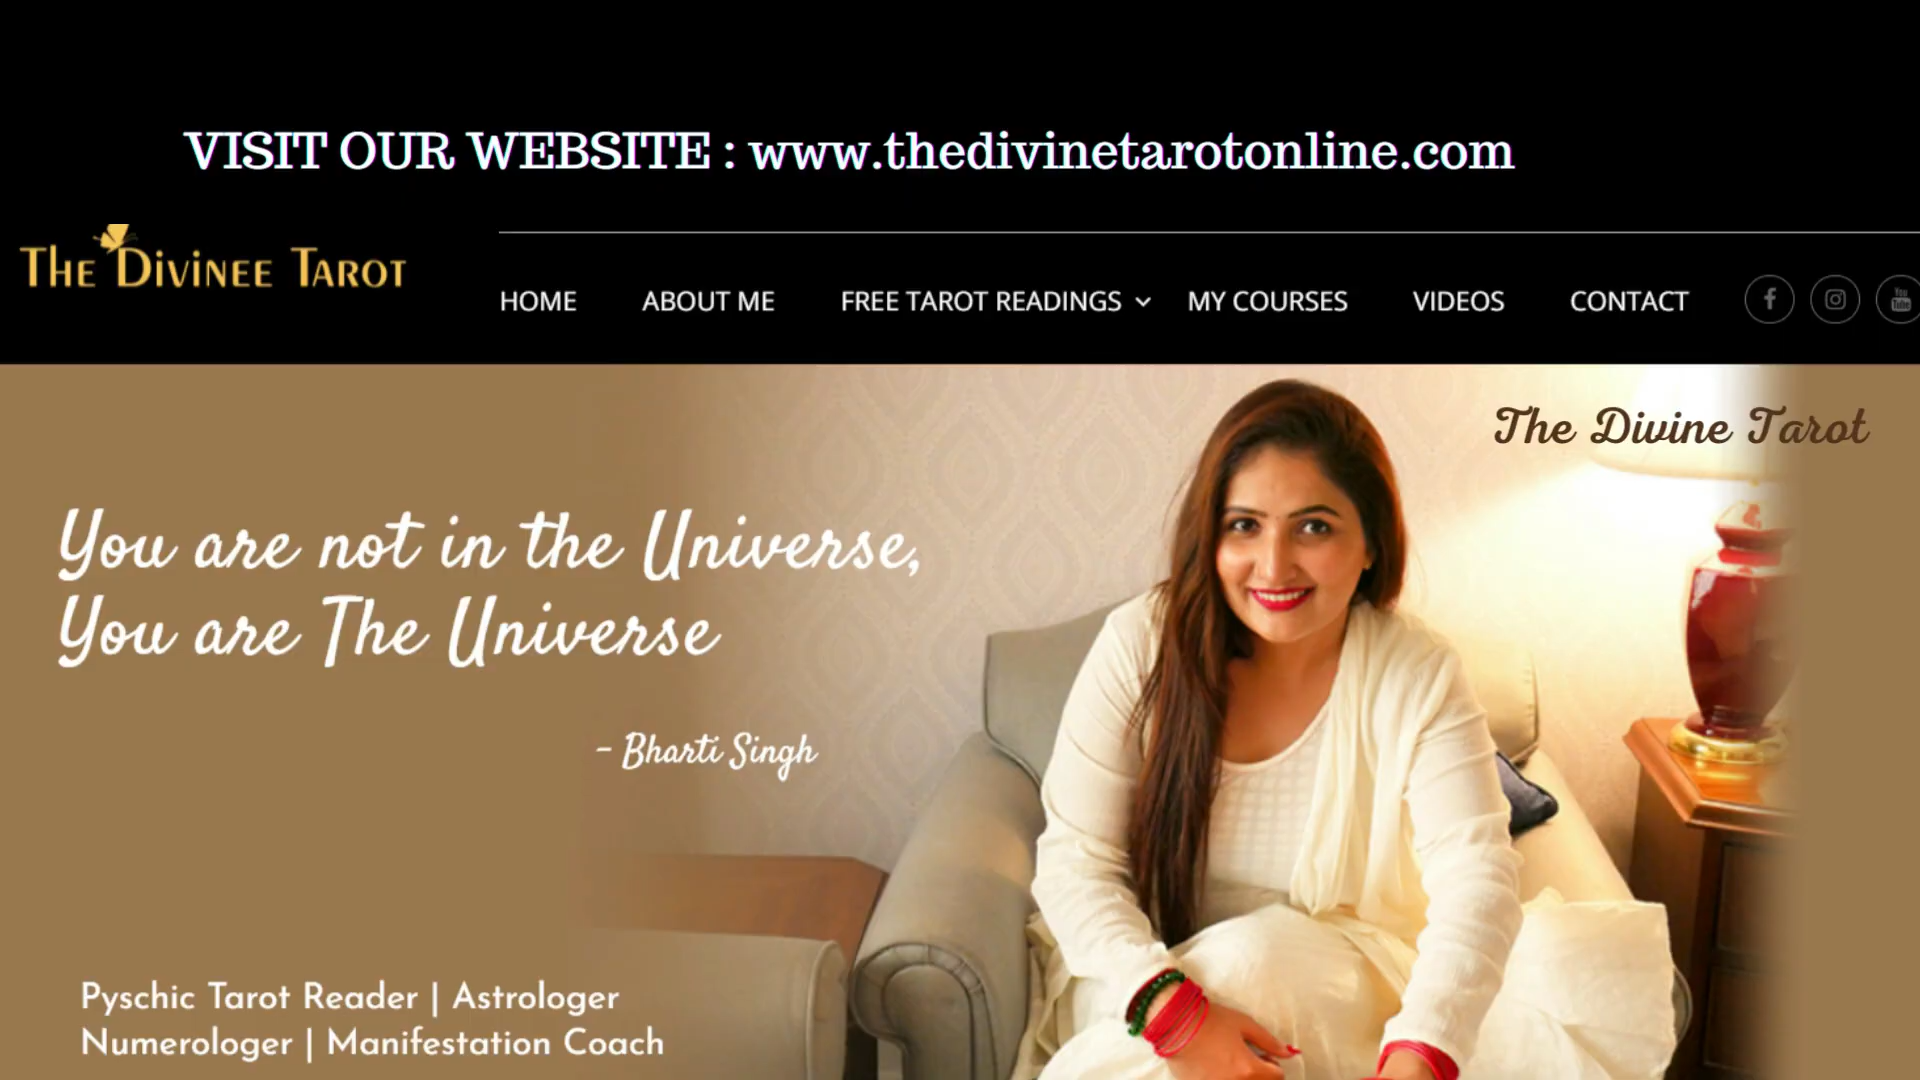 VISIT OUR WEBSITE : www.thedivinetarotonline.com
THE DIVINEE TAROT
HOME ABOUT ME FREE TAROT READINGS MY COURSES VIDEOS CONTACT
You Tube
The Divine Tarot
You are not in the Universe,
You are The Universe
- Bharti Singh
Pyschic Tarot Reader | Astrologer
Numerologer | Manifestation Coach